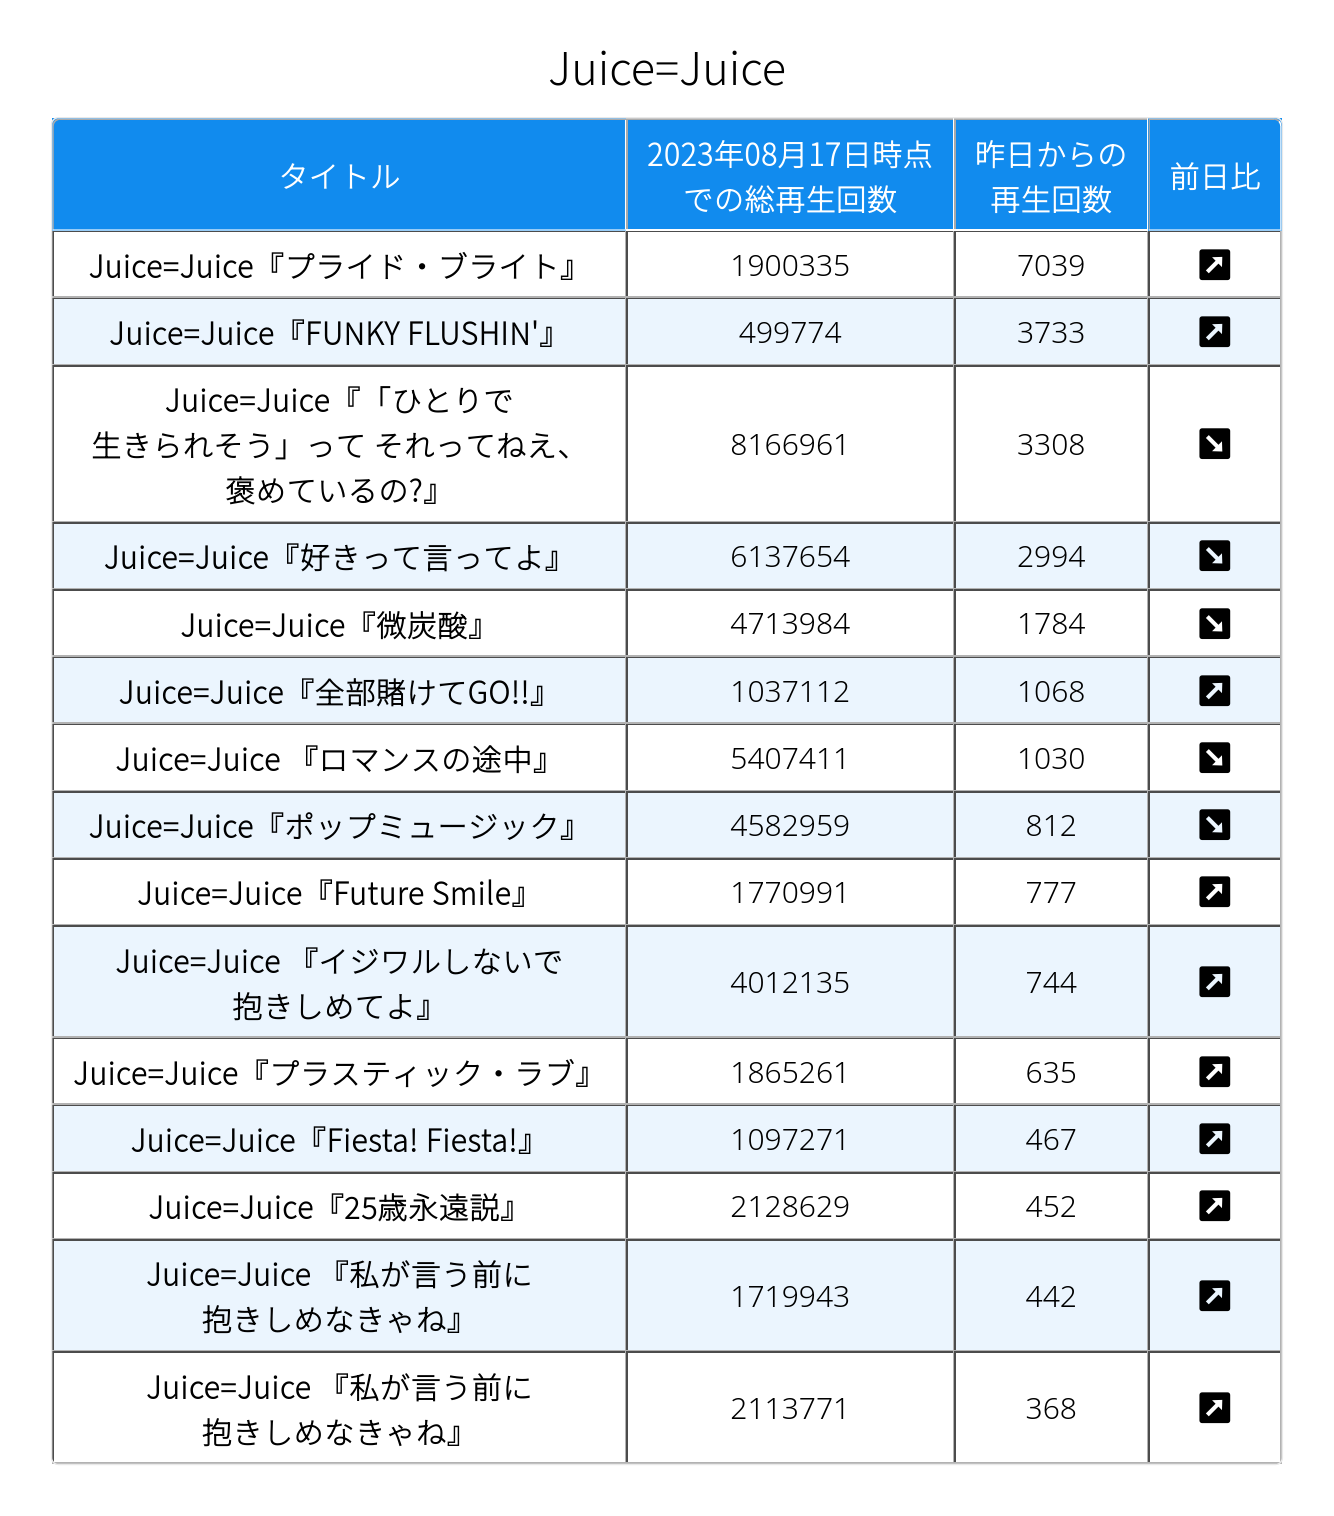 Juice=Juice
タイトル
2023年08月17日時点
での総再生回数
昨日からの
再生回数
前日比
Juice=Juice『プライド・ブライト』
1900335
7039
Juice=Juice『FUNKY FLUSHIN'』
499774
3733
Juice=Juice『「ひとりで
生きられそう」って それってねえ、
褒めているの?』
8166961
3308
Juice=Juice『好きって言ってよ』
6137654
2994
Juice=Juice『微炭酸』
4713984
1784
Juice=Juice『全部賭けてGO!!』
1037112
1068
Juice=Juice 『ロマンスの途中』
5407411
1030
Juice=Juice『ポップミュージック』
4582959
812
Juice=Juice『Future Smile』
1770991
777
Juice=Juice 『イジワルしないで
抱きしめてよ』
4012135
744
Juice=Juice『プラスティック・ラブ』
1865261
635
Juice=Juice『Fiesta! Fiesta!』
1097271
467
Juice=Juice『25歳永遠説』
2128629
452
Juice=Juice 『私が言う前に
抱きしめなきゃね』
1719943
442
Juice=Juice 『私が言う前に
抱きしめなきゃね』
2113771
368